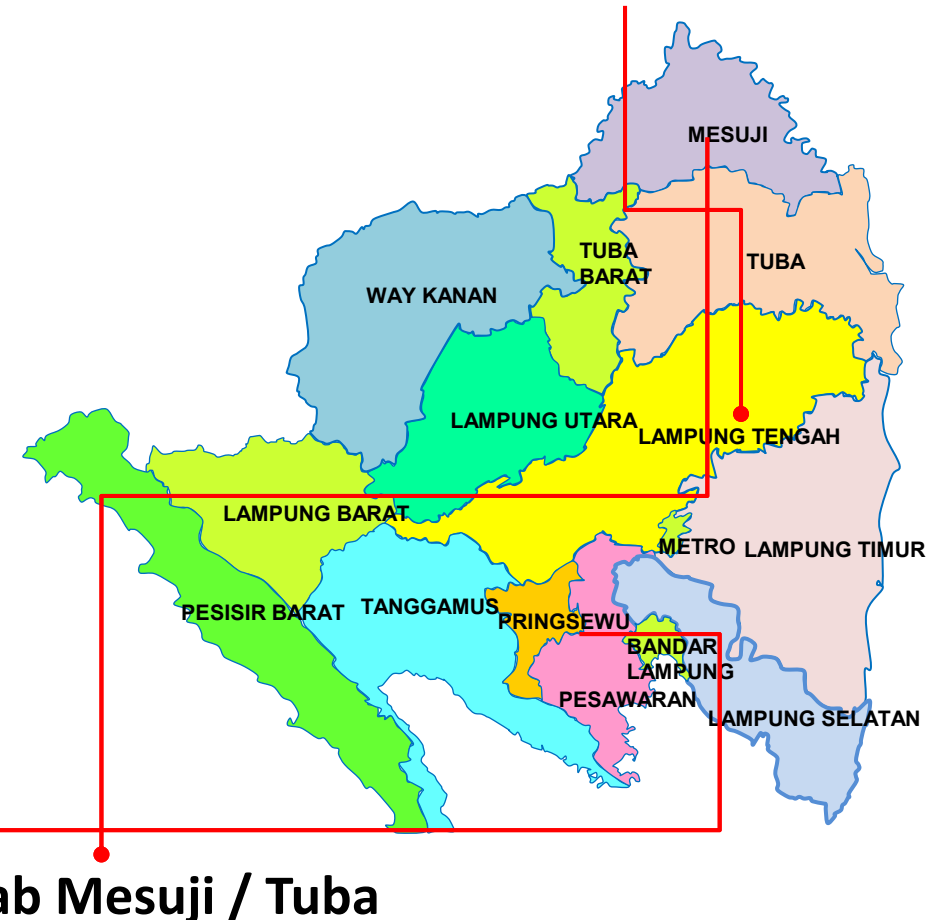 MESUJI
TUBA
BARAT
TUBA
WAY KANAN
LAMPUNG UTARA
LAMPUNG TENGAH
LAMPUNG BARAT
METRO
LAMPUNG TIMUR
PESISIR BARAT
TANGGAMUS
PRINGSEWU
BANDAR
LAMPUNG
PESAWARAN
LAMPUNG SELATAN
ab Mesuji / Tuba